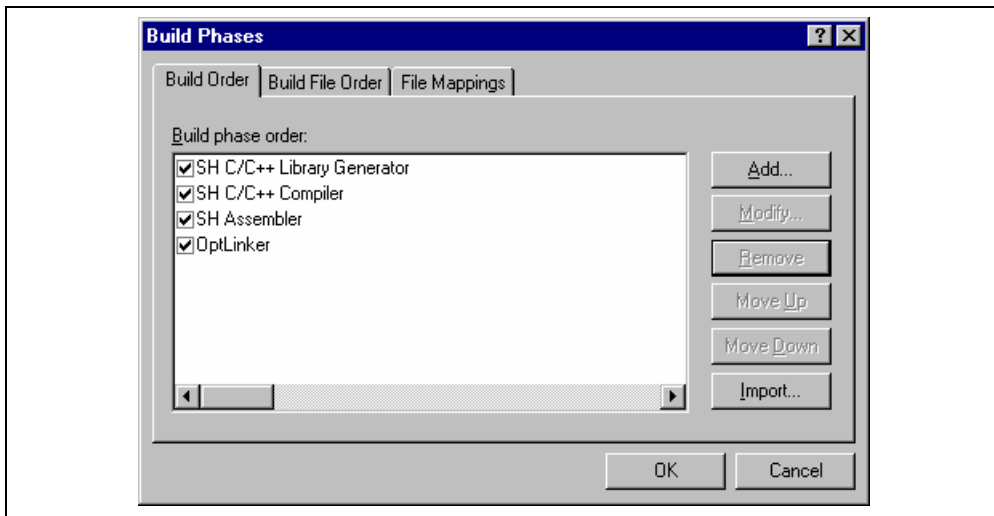 Build Phases
Build Order Build File Order File Mappings
Build phase order:
SH C/C++ Library Generator
SH C/C++ Compiler
SH Assembler
OptLinker
Add...
Modify...
Remove
Move Up
Move Down
Import...
OK Cancel